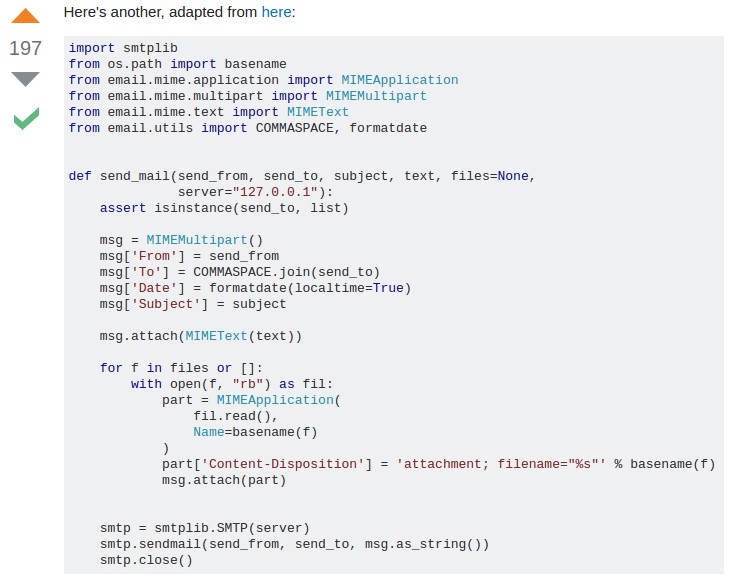 Here's another, adapted from here:
197
import smtplib
from os.path import basename
from email.mime.application import MIMEApplication
from email.mime.multipart import MIMEMultipart
from email.mime.text import MIMEText
from email.utils import COMMASPACE, formatdate


def send_mail(send_from, send_to, subject, text, files=None,
              server="127.0.0.1"):
    assert isinstance(send_to, list)

    msg = MIMEMultipart()
    msg['From'] = send_from
    msg['To'] = COMMASPACE.join(send_to)
    msg['Date'] = formatdate(localtime=True)
    msg['Subject'] = subject

    msg.attach(MIMEText(text))

    for f in files or []:
        with open(f, "rb") as fil:
            part = MIMEApplication(
                fil.read(),
                Name=basename(f)
            )
            part['Content-Disposition'] = 'attachment; filename="%s"' % basename(f)
            msg.attach(part)


    smtp = smtplib.SMTP(server)
    smtp.sendmail(send_from, send_to, msg.as_string())
    smtp.close()